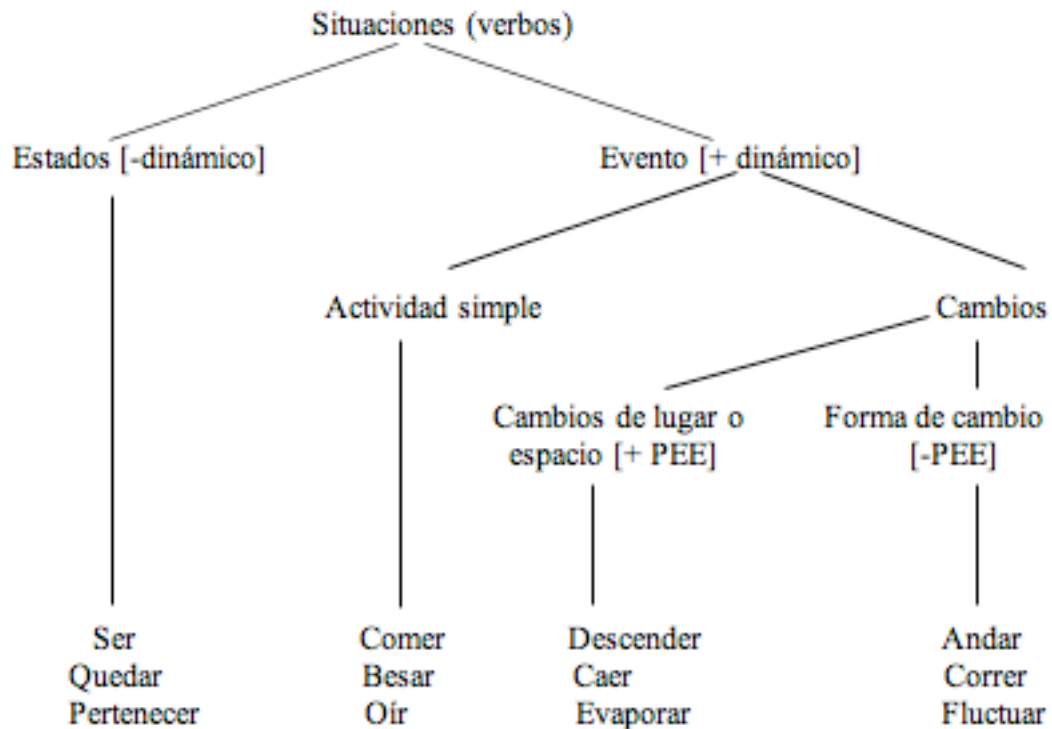 Situaciones (verbos)
Estados [-dinámico]
Evento [+ dinámico]
Actividad simple
Cambios
Cambios de lugar o
espacio [+ PEE]
Forma de cambio
[-PEE]
Ser
Quedar
Pertenecer
Comer
Besar
Oír
Descender
Caer
Evaporar
Andar
Correr
Fluctuar